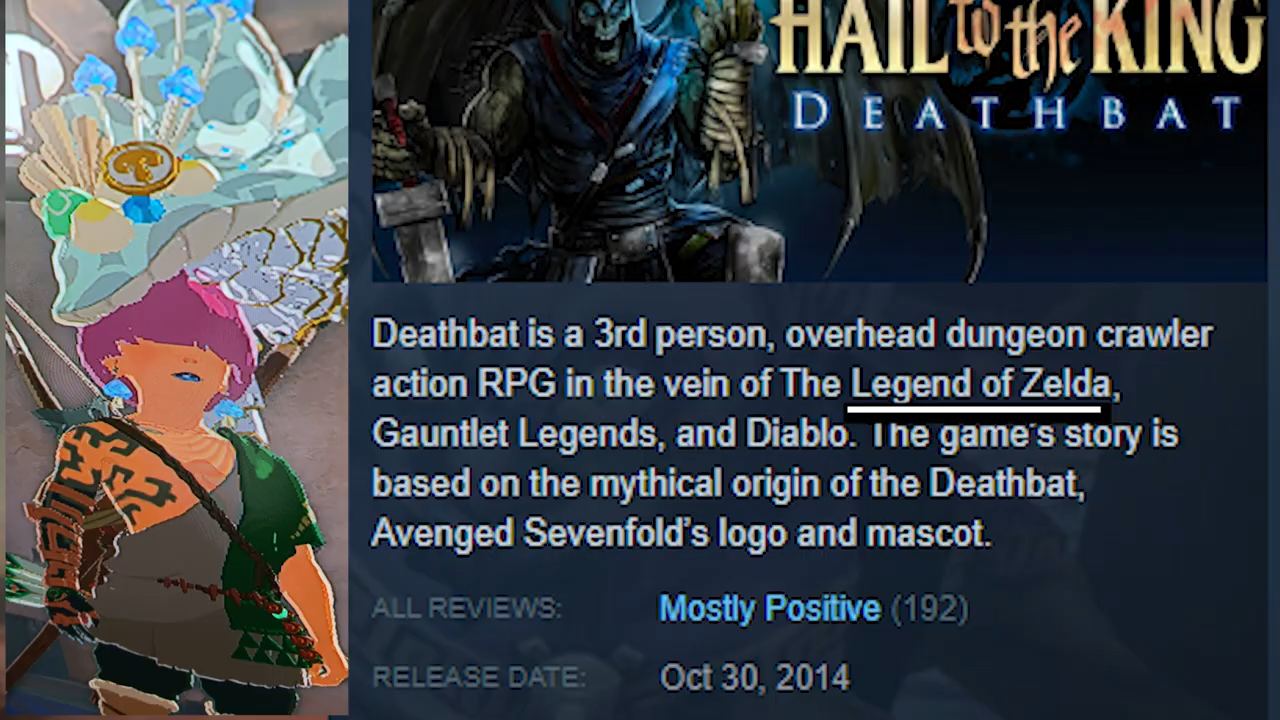 HAIL to the KING
DEATHBAT
Deathbat is a 3rd person, overhead dungeon crawler
action RPG in the vein of The Legend of Zelda,
Gauntlet Legends, and Diablo. The game's story is
based on the mythical origin of the Deathbat,
Avenged Sevenfold's logo and mascot.
ALL REVIEWS: Mostly Positive (192)
RELEASE DATE: Oct 30, 2014